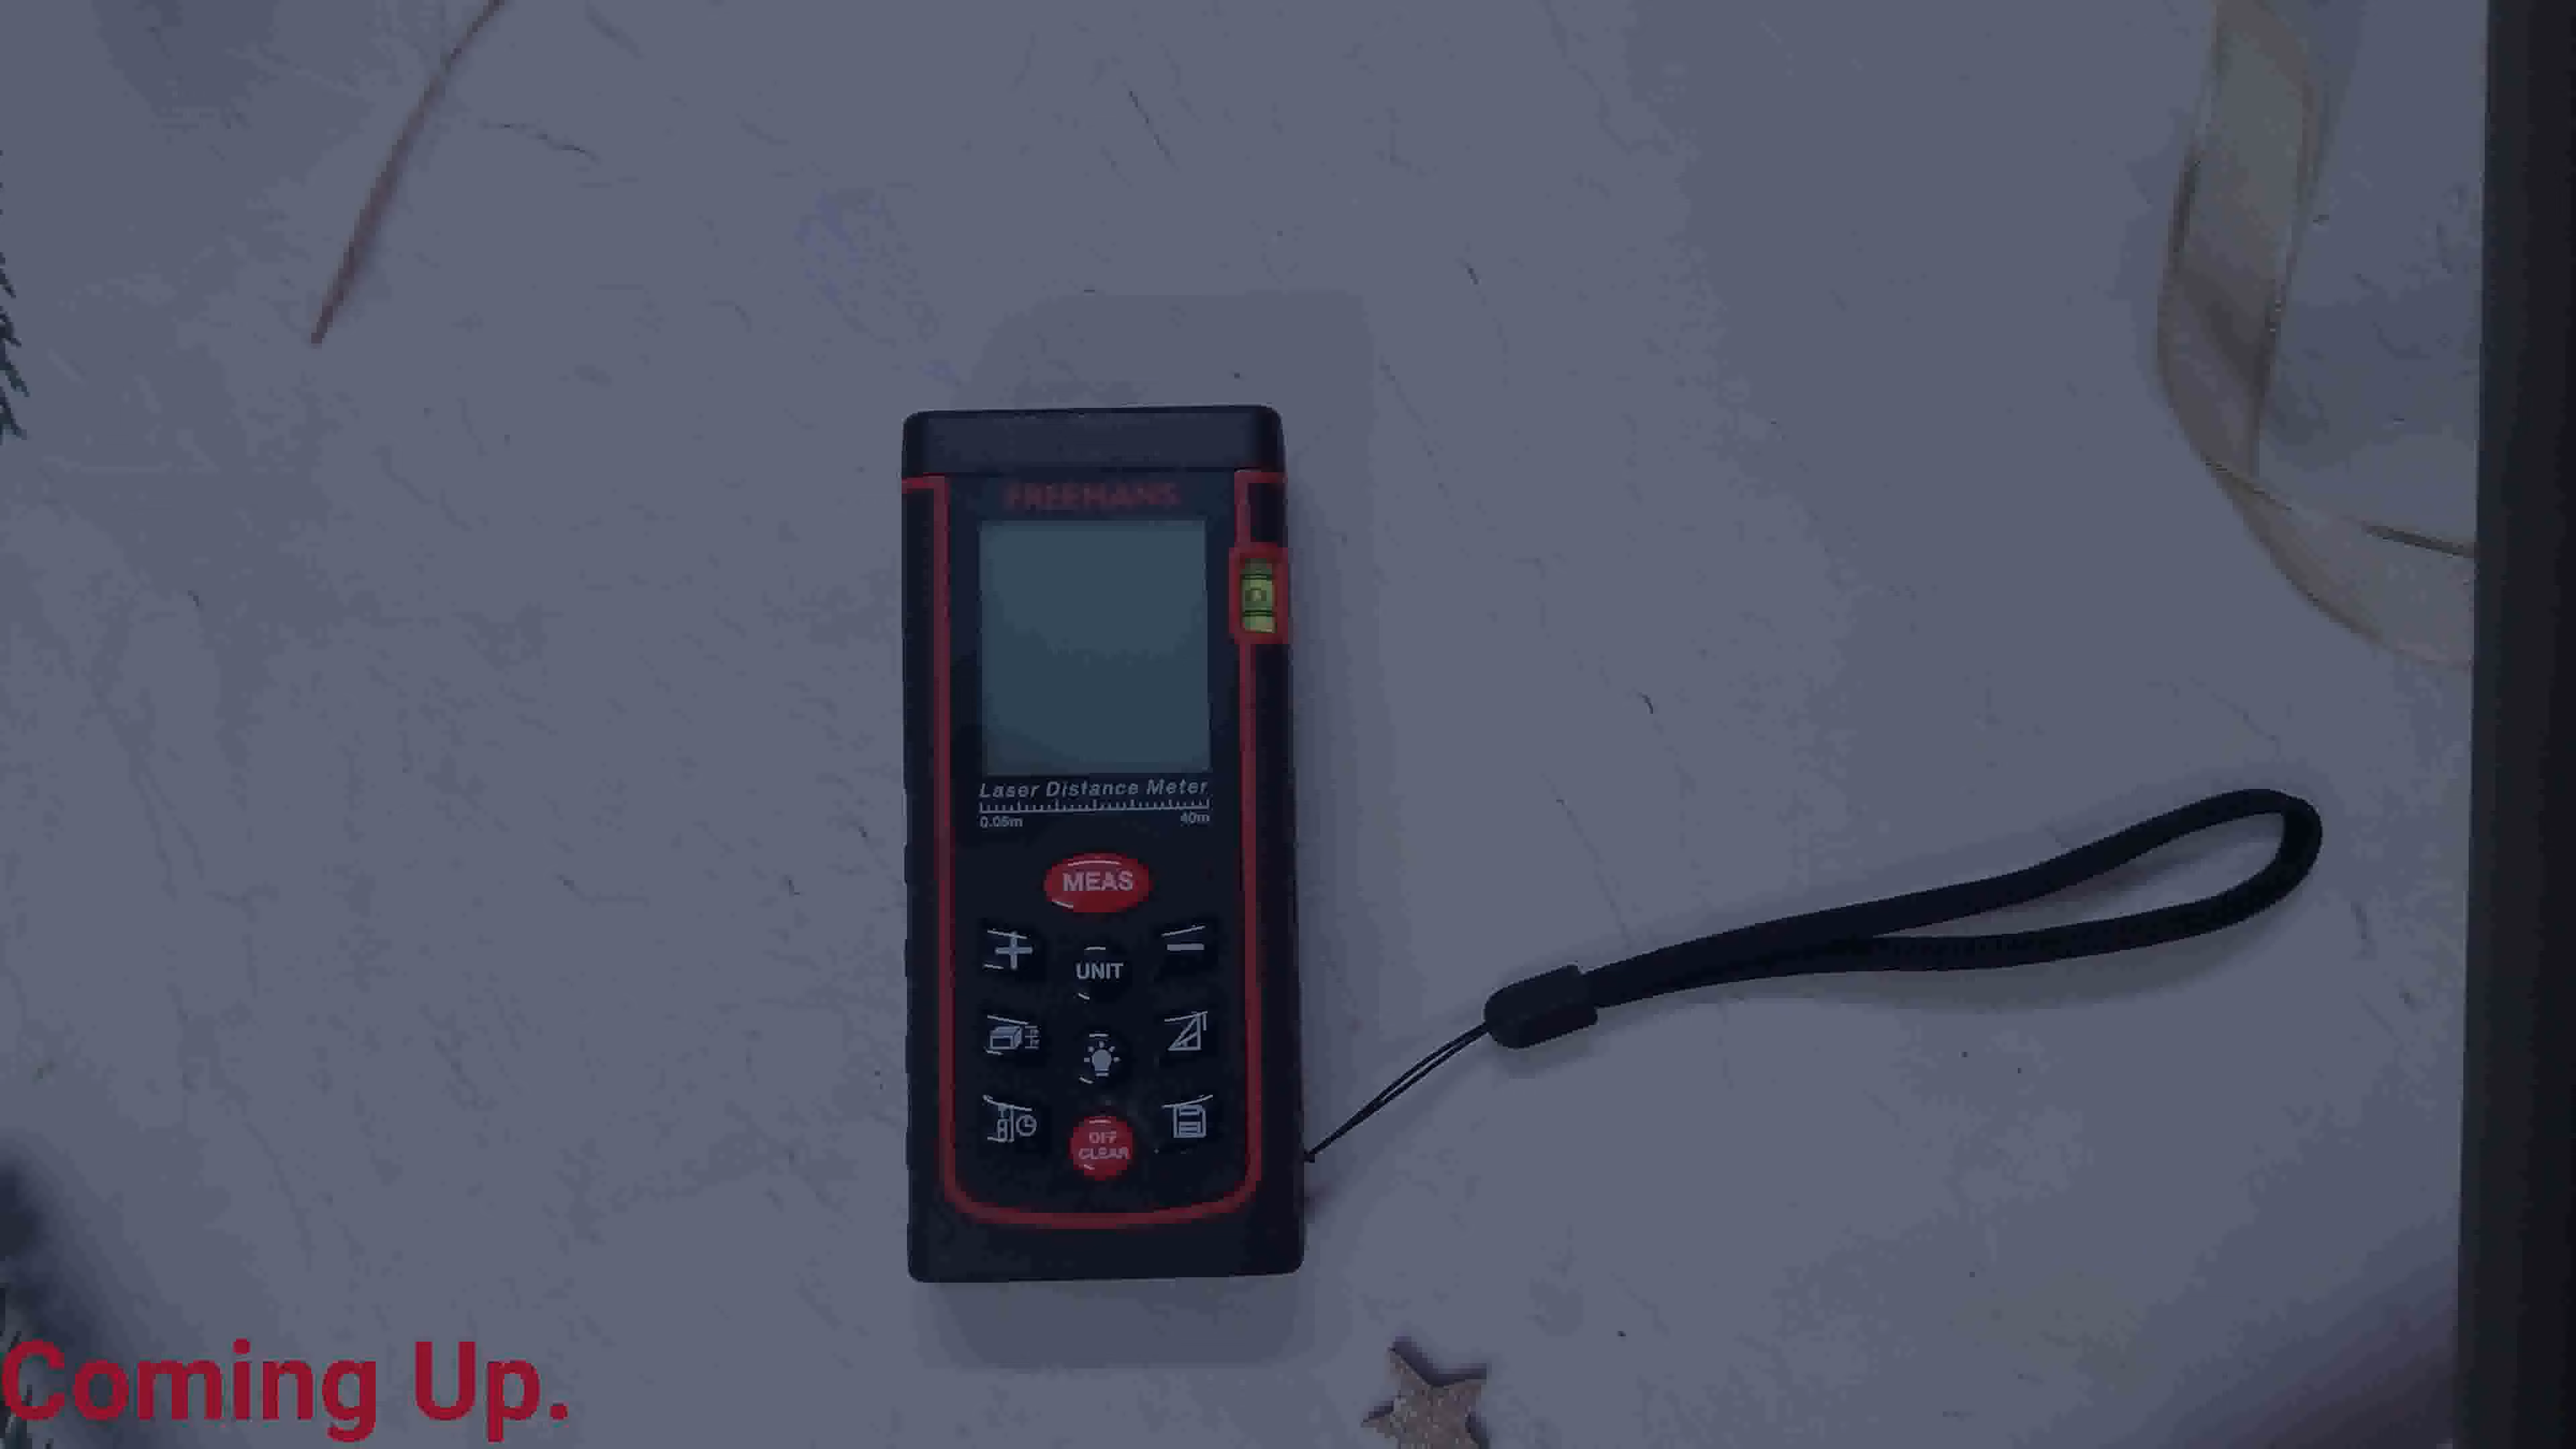 FREEMANS
Laser Distance Meter
0.05m 40m
MEAS
UNIT
OFF
CLEAR
Coming Up.